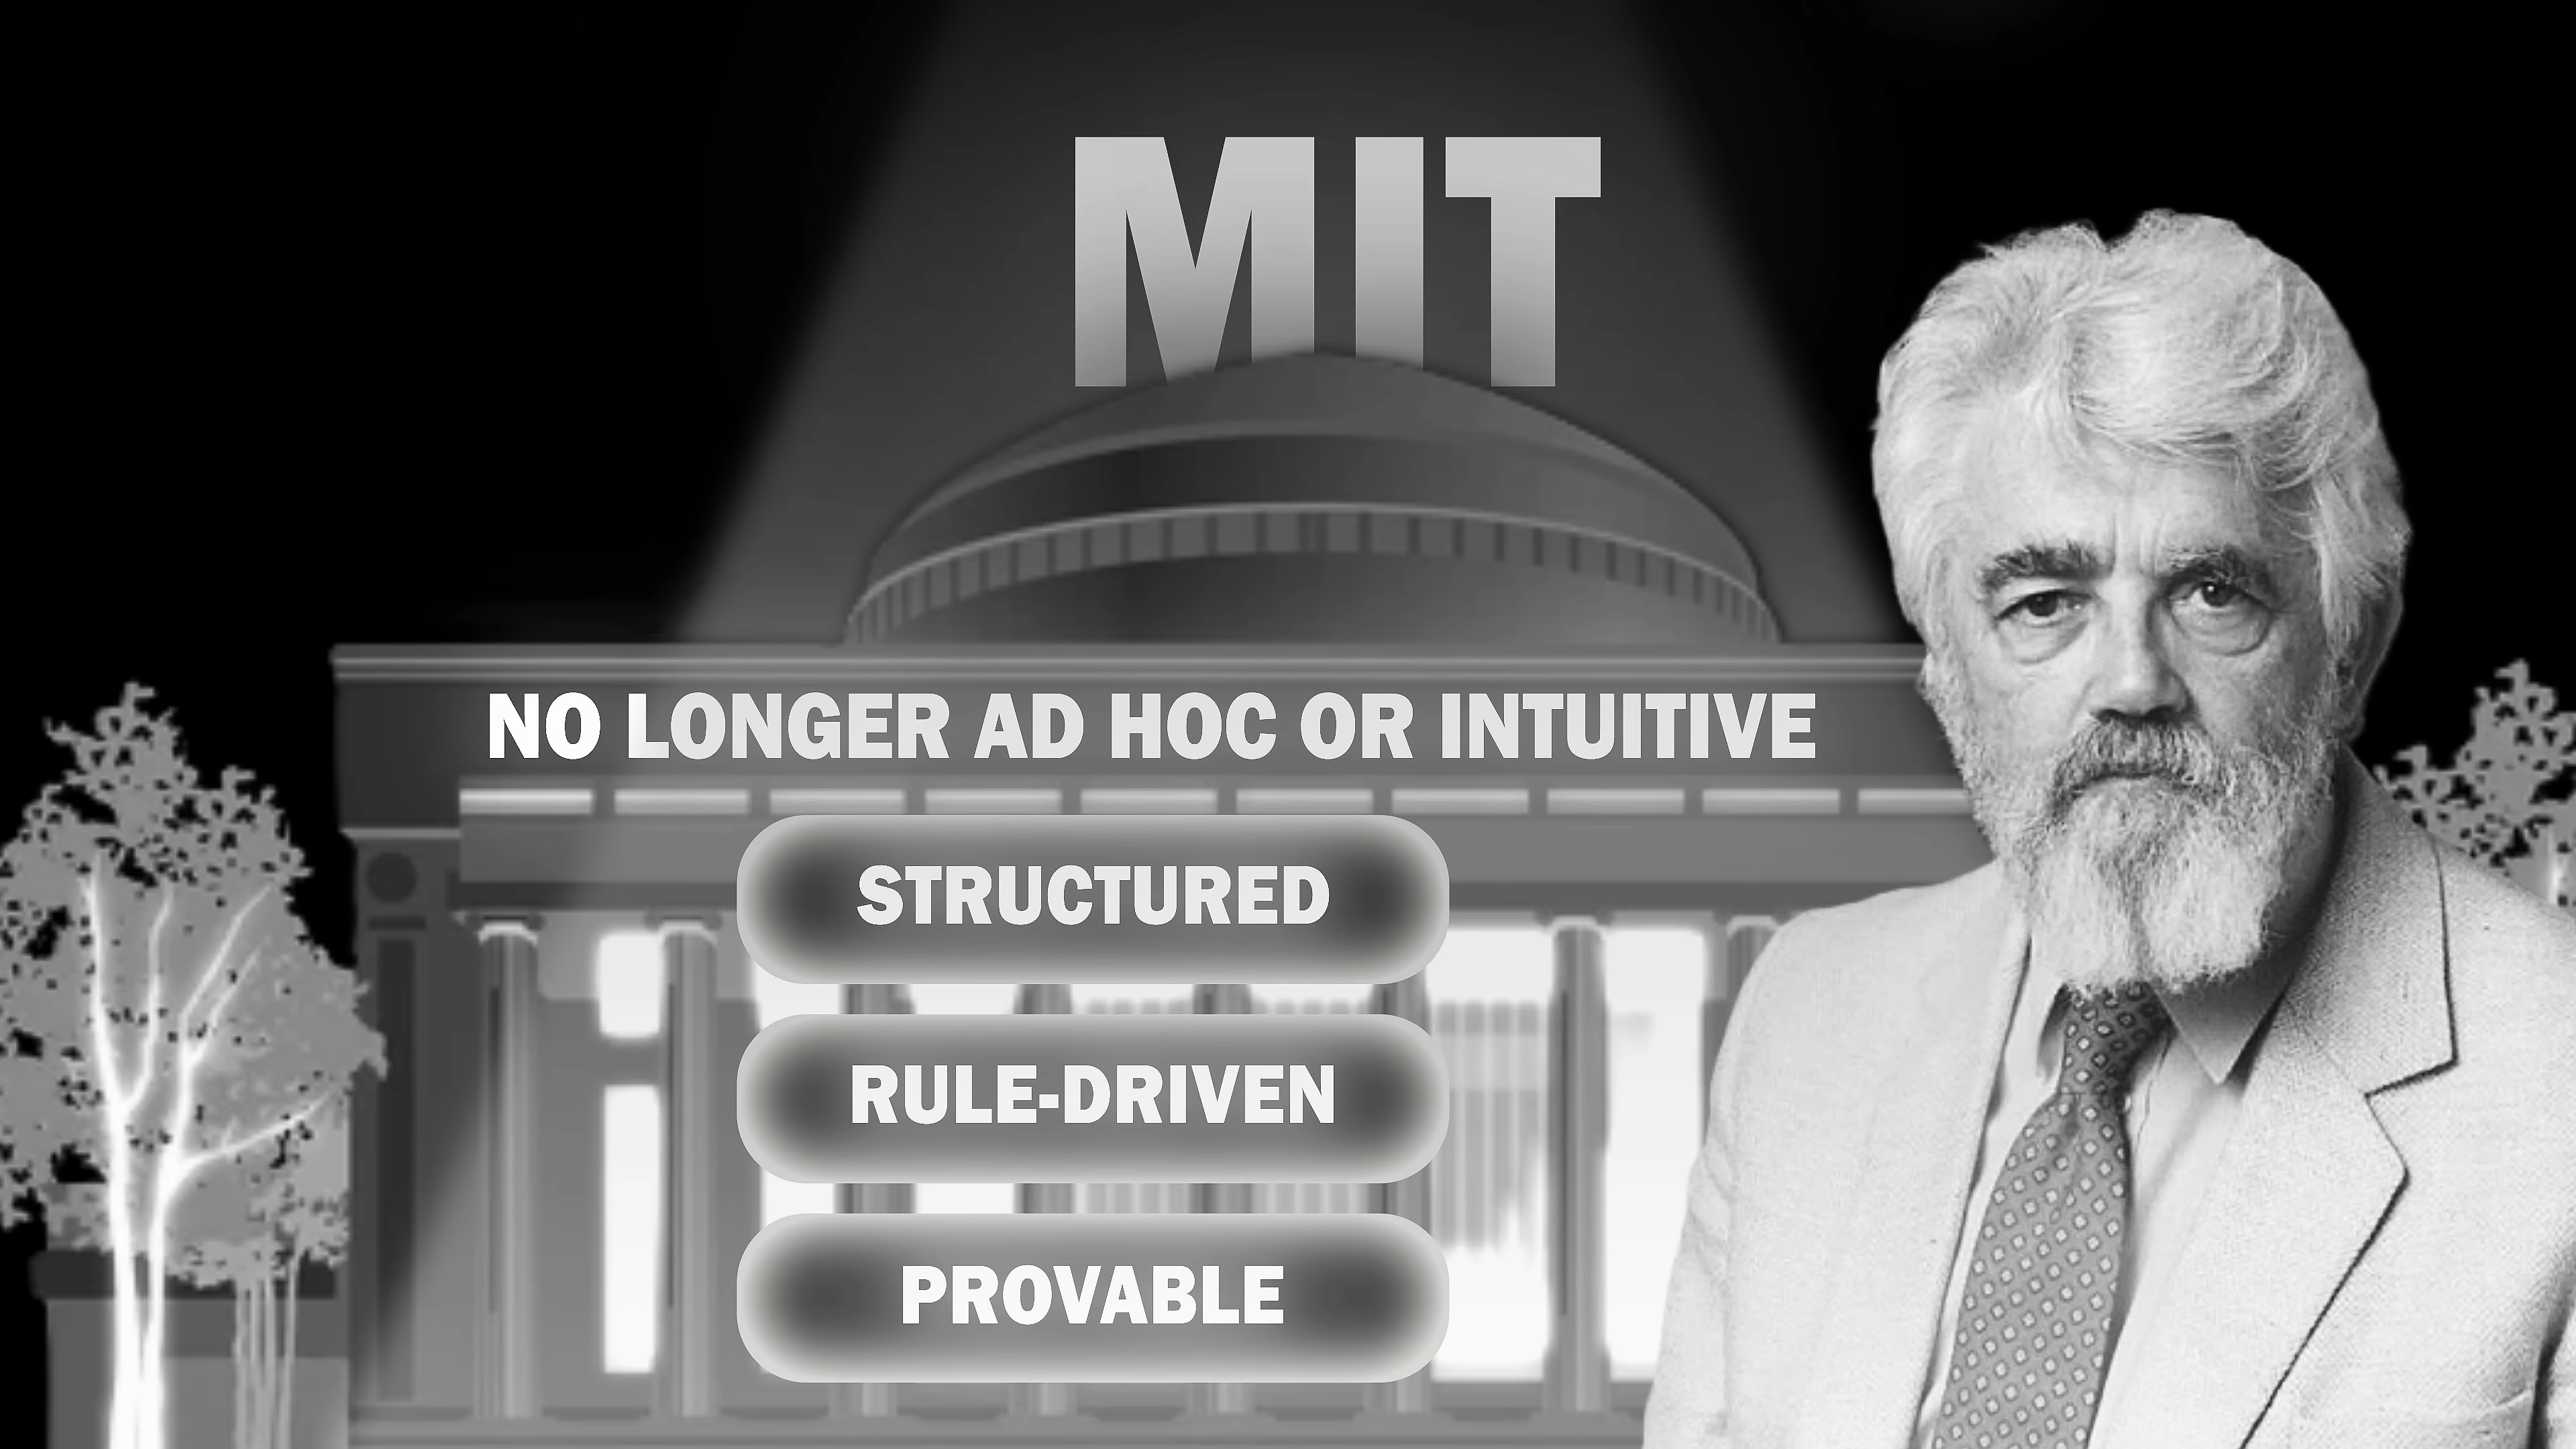 MIT
NO LONGER AD HOC OR INTUITIVE
STRUCTURED
RULE-DRIVEN
PROVABLE